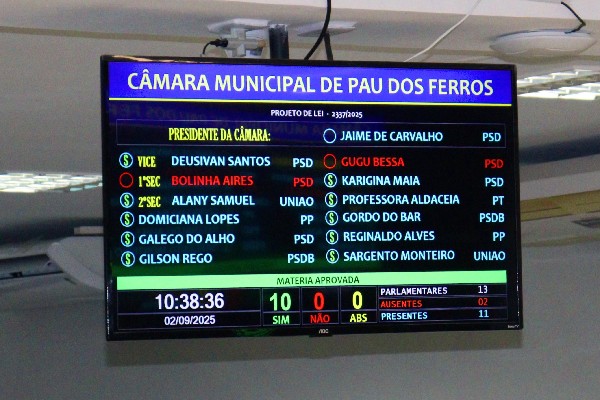 CÂMARA MUNICIPAL DE PAU DOS FERROS
PROJETO DE LEI - 2337/2025
PRESIDENTE DA CÂMARA: JAIME DE CARVALHO PSD
S VICE DEUSIVAN SANTOS PSD
GUGU BESSA PSD
1ºSEC BOLINHA AIRES PSD
S KARIGINA MAIA PSD
S 2ºSEC ALANY SAMUEL UNIAO
S PROFESSORA ALDACEIA PT
S DOMICIANA LOPES PP
S GORDO DO BAR PSDB
S GALEGO DO ALHO PSD
S REGINALDO ALVES PP
S GILSON REGO PSDB
S SARGENTO MONTEIRO UNIAO
MATERIA APROVADA
10:38:36
02/09/2025
10 SIM
0 NÃO
0 ABS
PARLAMENTARES 13
AUSENTES 02
PRESENTES 11
AOC